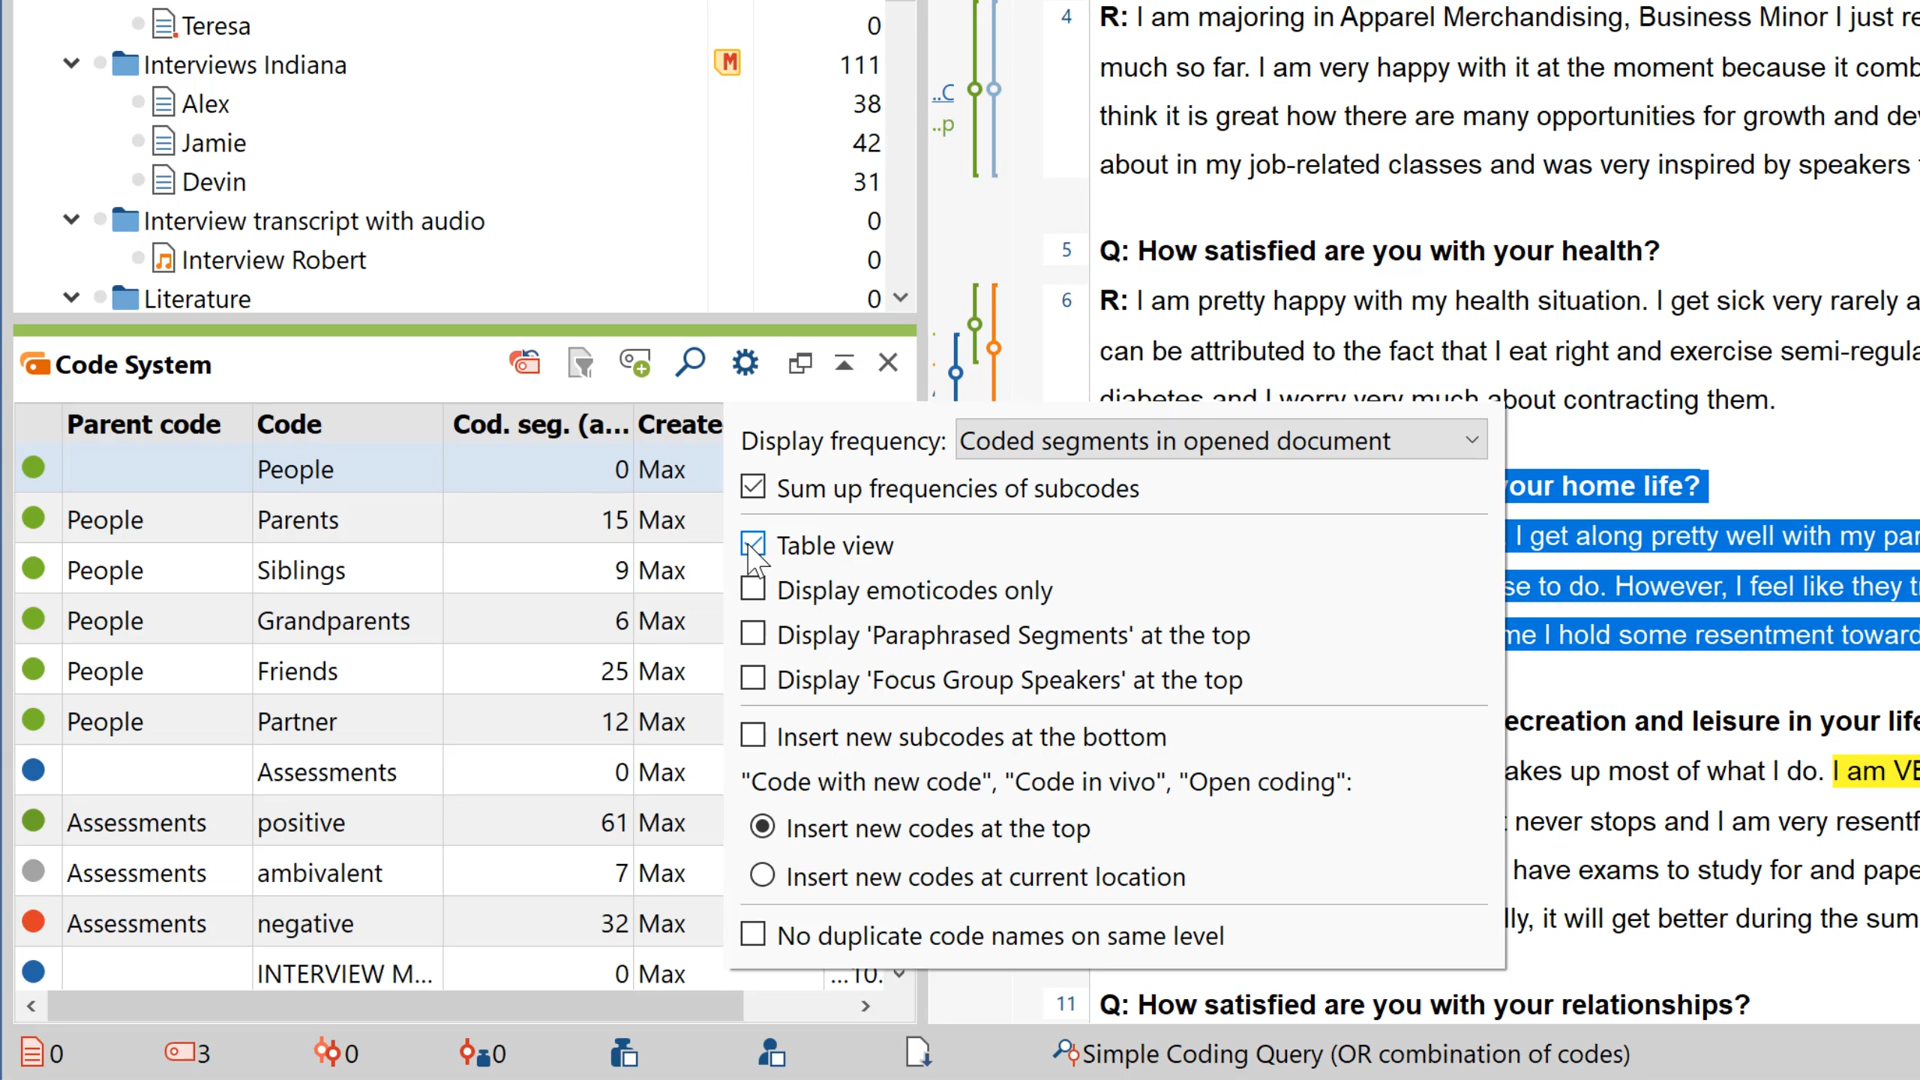 Teresa 0
Interviews Indiana M 111
Alex 38
Jamie 42
Devin 31
Interview transcript with audio 0
Interview Robert 0
Literature 0
Code System
Parent code Code Cod. seg. (a... Create
People 0 Max
People Parents 15 Max
People Siblings 9 Max
People Grandparents 6 Max
People Friends 25 Max
People Partner 12 Max
Assessments 0 Max
Assessments positive 61 Max
Assessments ambivalent 7 Max
Assessments negative 32 Max
INTERVIEW M... 0 Max ...10.
Display frequency: Coded segments in opened document
Sum up frequencies of subcodes
Table view
Display emoticodes only
Display 'Paraphrased Segments' at the top
Display 'Focus Group Speakers' at the top
Insert new subcodes at the bottom
"Code with new code", "Code in vivo", "Open coding":
Insert new codes at the top
Insert new codes at current location
No duplicate code names on same level
..C
..p
4 R: I am majoring in Apparel Merchandising, Business Minor I just re
much so far. I am very happy with it at the moment because it comb
think it is great how there are many opportunities for growth and dev
about in my job-related classes and was very inspired by speakers
5 Q: How satisfied are you with your health?
6 R: I am pretty happy with my health situation. I get sick very rarely a
can be attributed to the fact that I eat right and exercise semi-regula
diabetes and I worry very much about contracting them.
your home life?
I get along pretty well with my par
se to do. However, I feel like they t
me I hold some resentment toward
ecreation and leisure in your life
akes up most of what I do. I am VE
never stops and I am very resentf
have exams to study for and pape
lly, it will get better during the sum
11 Q: How satisfied are you with your relationships?
0 3 0 0 Simple Coding Query (OR combination of codes)